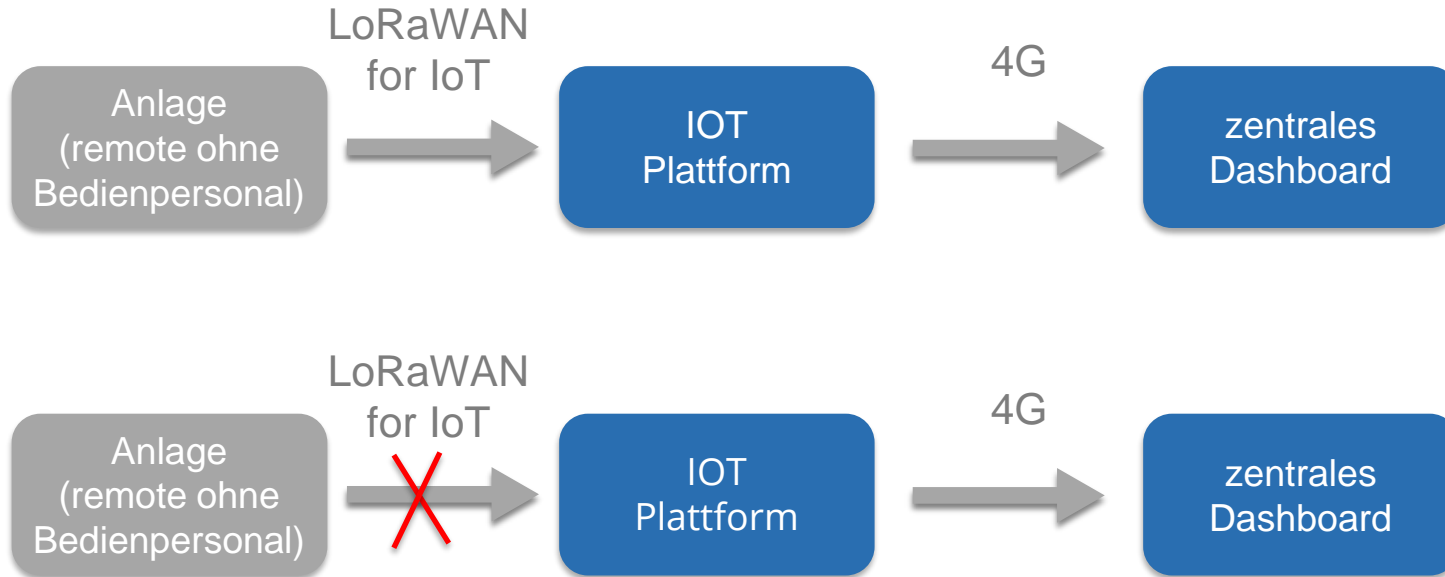 LoRaWAN
for IoT
4G
Anlage
(remote ohne
Bedienpersonal)
IOT
Plattform
zentrales
Dashboard
LoRaWAN
for IoT
4G
Anlage
(remote ohne
Bedienpersonal)
IOT
Plattform
zentrales
Dashboard